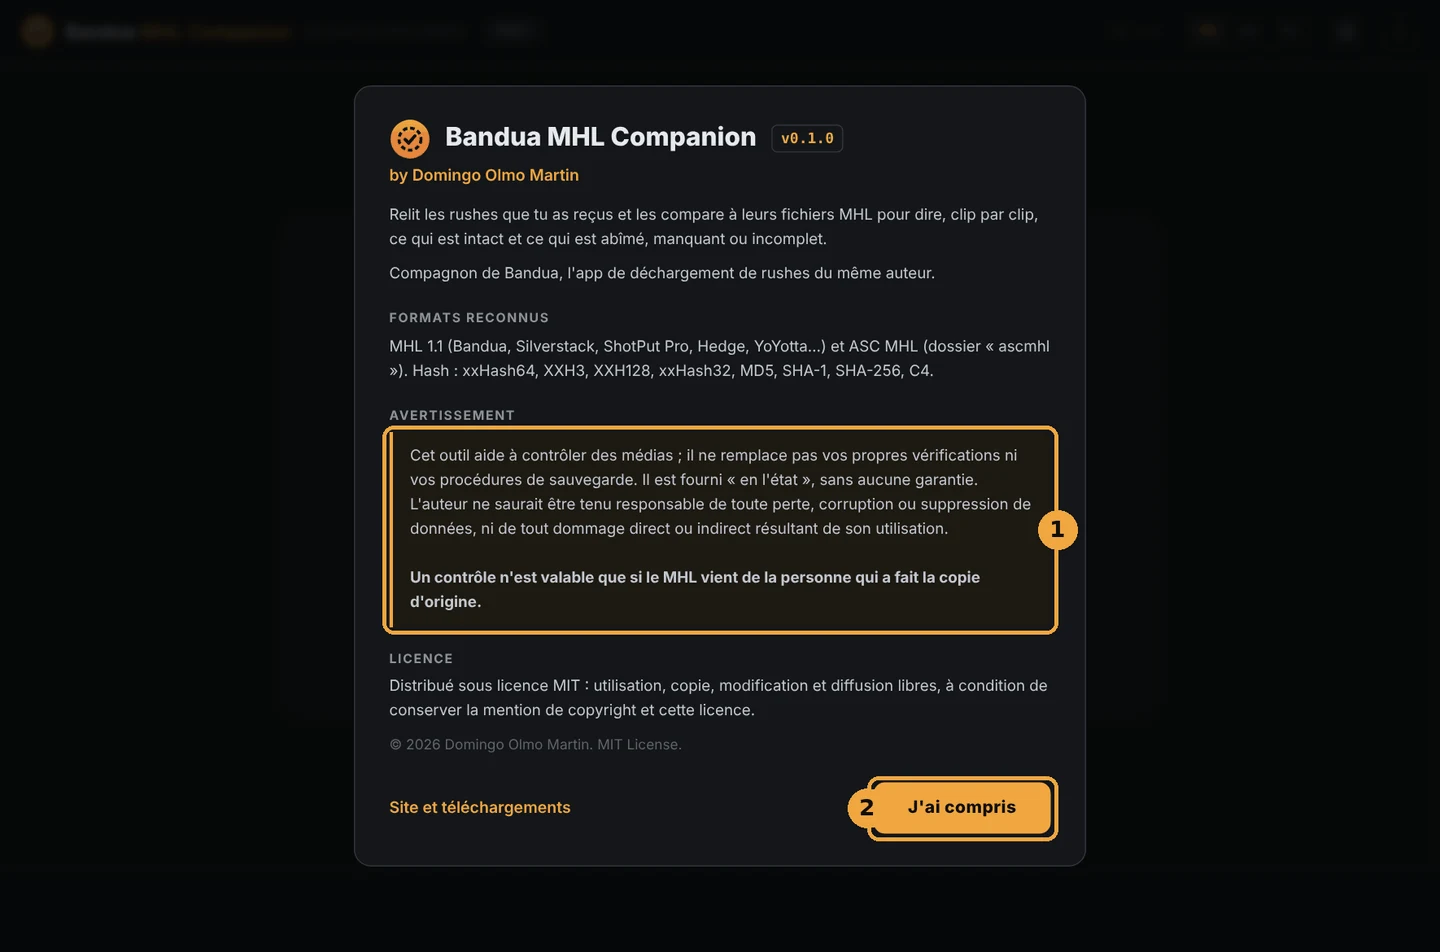 Bandua MHL Companion v0.1.0
by Domingo Olmo Martin
Relit les rushes que tu as reçus et les compare à leurs fichiers MHL pour dire, clip par clip,
ce qui est intact et ce qui est abîmé, manquant ou incomplet.
Compagnon de Bandua, l'app de déchargement de rushes du même auteur.
FORMATS RECONNUS
MHL 1.1 (Bandua, Silverstack, ShotPut Pro, Hedge, YoYotta...) et ASC MHL (dossier « ascmhl
»). Hash : xxHash64, XXH3, XXH128, xxHash32, MD5, SHA-1, SHA-256, C4.
AVERTISSEMENT
Cet outil aide à contrôler des médias ; il ne remplace pas vos propres vérifications ni
vos procédures de sauvegarde. Il est fourni « en l'état », sans aucune garantie.
L'auteur ne saurait être tenu responsable de toute perte, corruption ou suppression de
données, ni de tout dommage direct ou indirect résultant de son utilisation.
1
Un contrôle n'est valable que si le MHL vient de la personne qui a fait la copie
d'origine.
LICENCE
Distribué sous licence MIT : utilisation, copie, modification et diffusion libres, à condition de
conserver la mention de copyright et cette licence.
© 2026 Domingo Olmo Martin. MIT License.
Site et téléchargements
2 J'ai compris